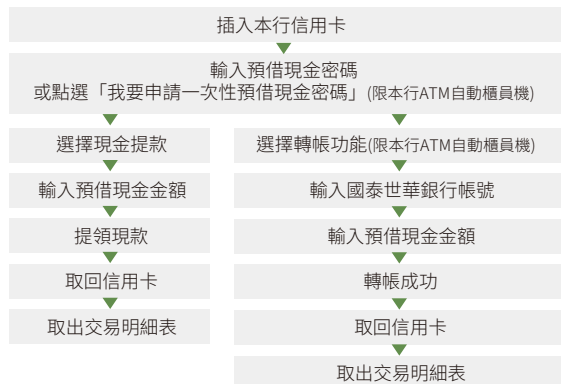 插入本行信用卡
輸入預借現金密碼
或點選「我要申請一次性預借現金密碼」(限本行ATM自動櫃員機)
選擇現金提款
輸入預借現金金額
提領現款
取回信用卡
取出交易明細表
選擇轉帳功能(限本行ATM自動櫃員機)
輸入國泰世華銀行帳號
輸入預借現金金額
轉帳成功
取回信用卡
取出交易明細表